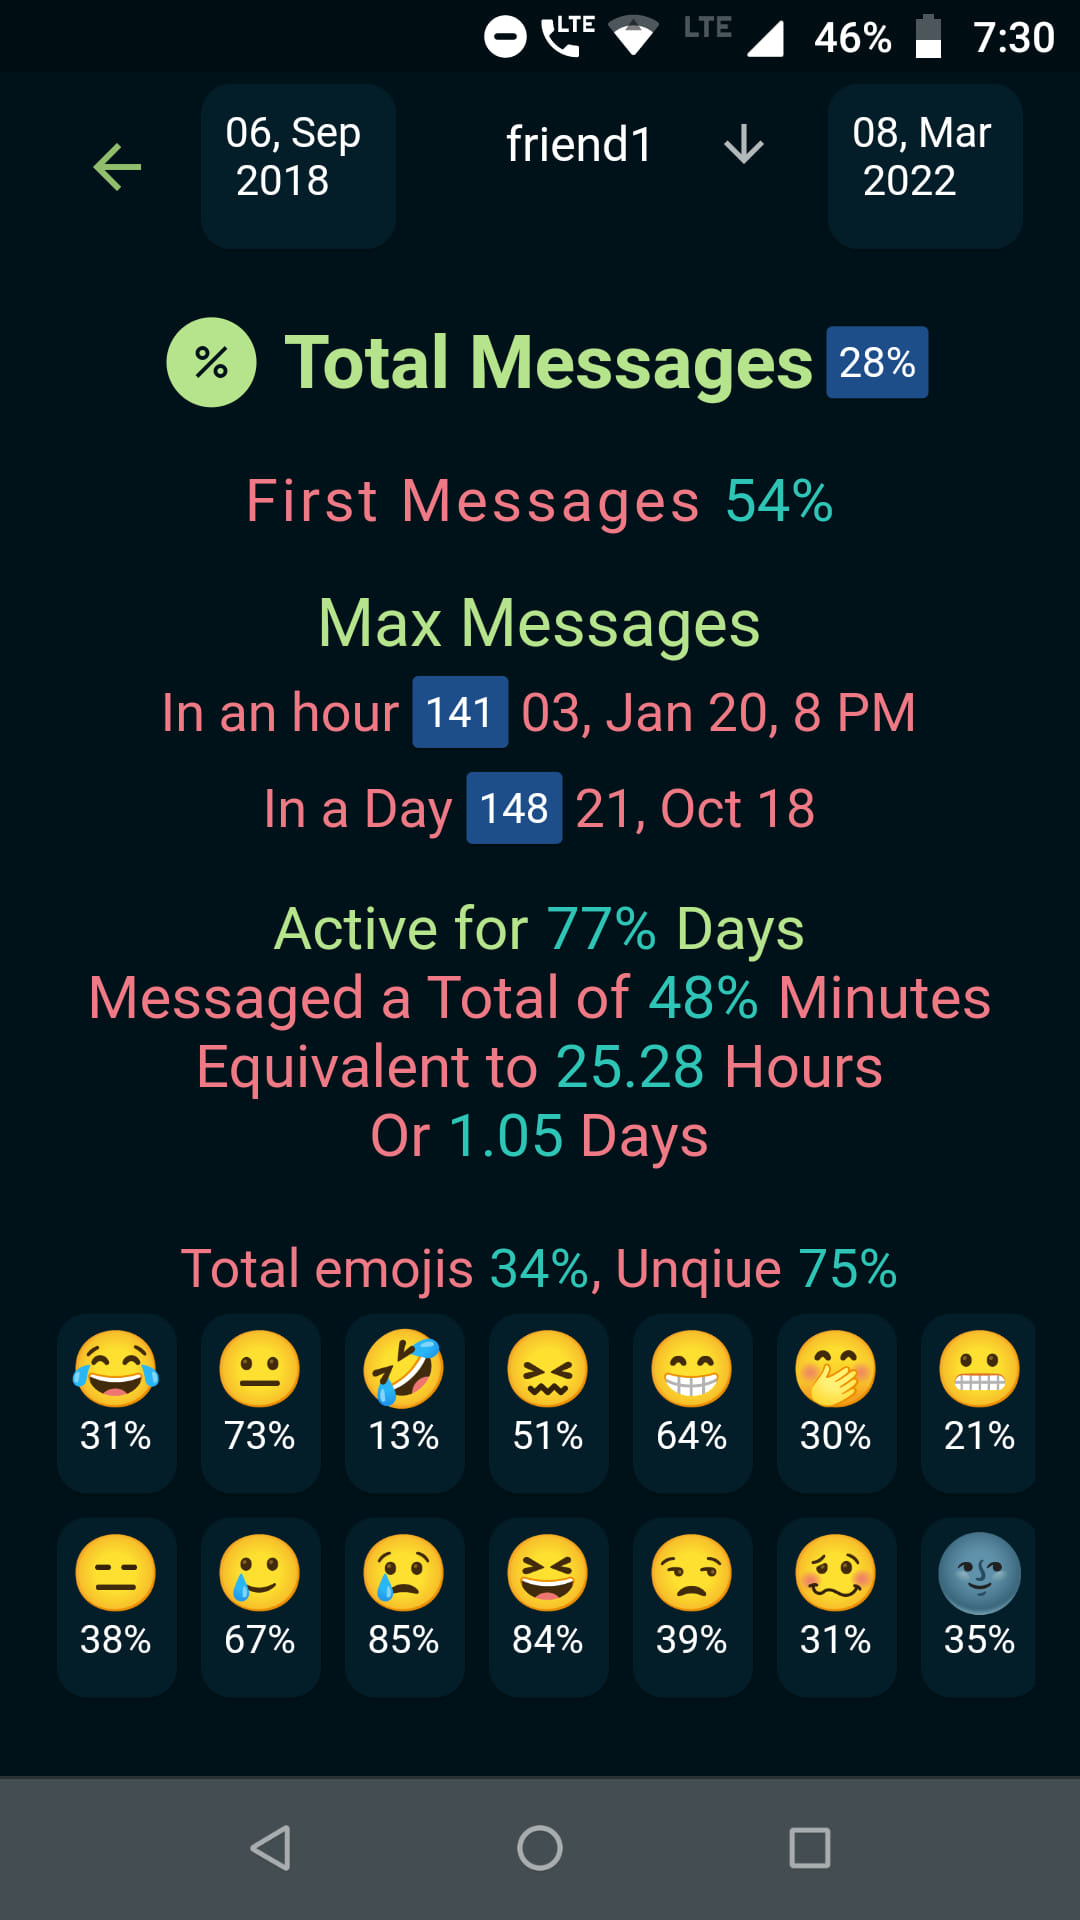 LTE LTE 46% 7:30
06, Sep
2018
friend1
08, Mar
2022
% Total Messages 28%
First Messages 54%
Max Messages
In an hour 141 03, Jan 20, 8 PM
In a Day 148 21, Oct 18
Active for 77% Days
Messaged a Total of 48% Minutes
Equivalent to 25.28 Hours
Or 1.05 Days
Total emojis 34%, Unqiue 75%
31% 73% 13% 51% 64% 30% 21%
38% 67% 85% 84% 39% 31% 35%